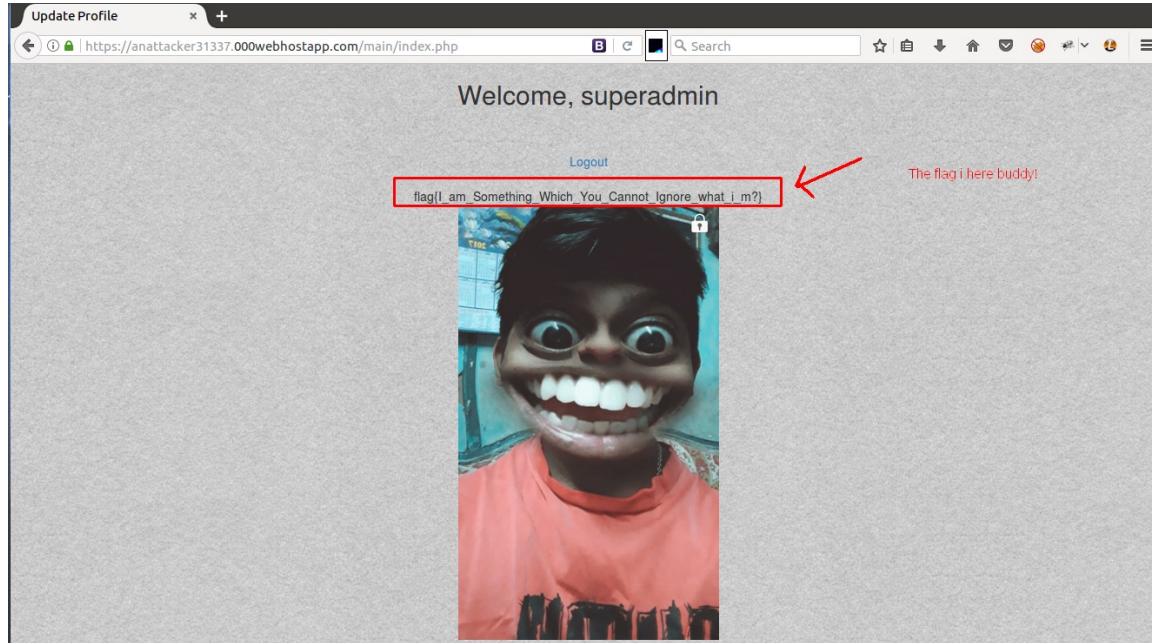 Update Profile
https://anattacker31337.000webhostapp.com/main/index.php
B
Search
Welcome, superadmin
Logout
The flag i here buddy!
flag{I_am_Something_Which_You_Cannot_Ignore_what_i_m?}
2017